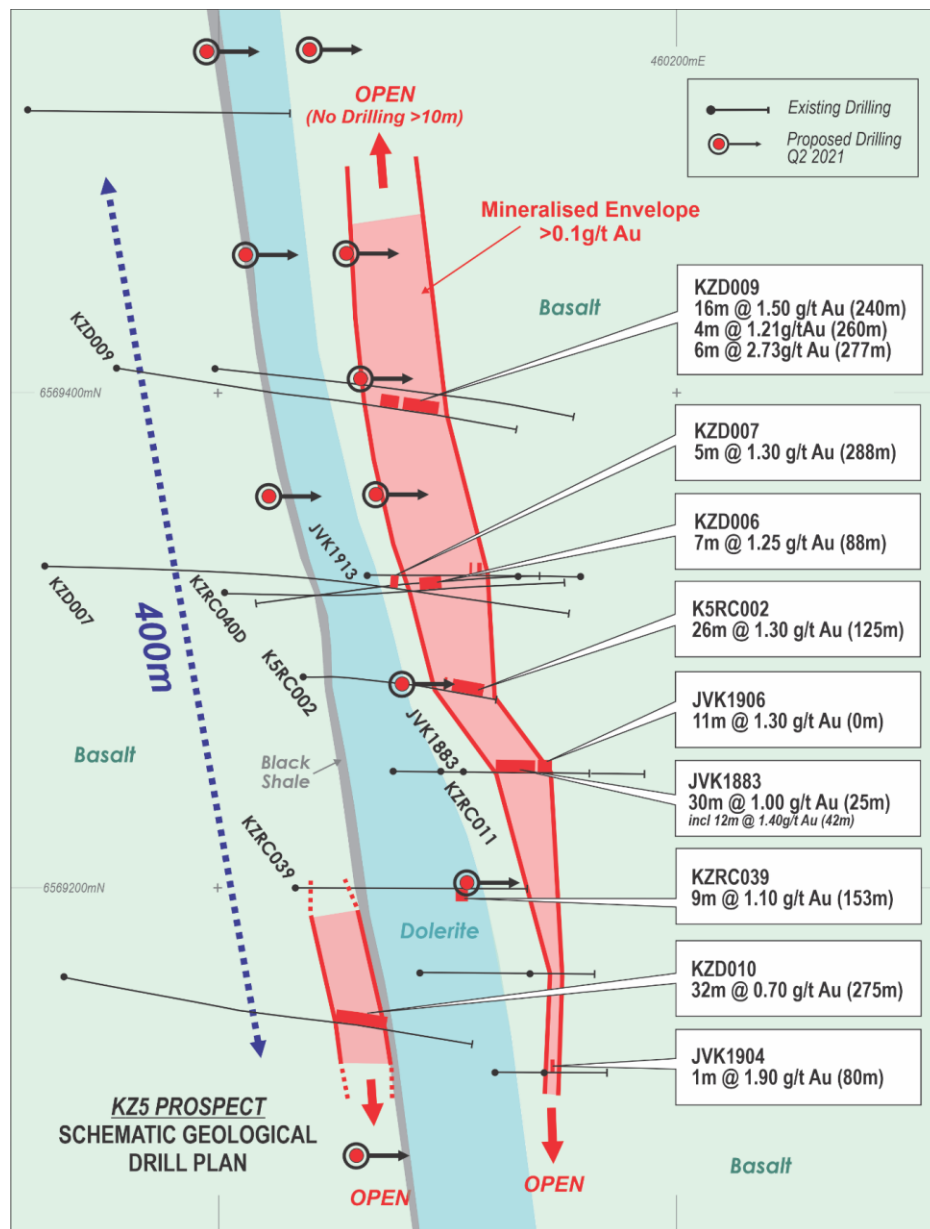 460200mE
OPEN
(No Drilling >10m)
Existing Drilling
Proposed Drilling
Q2 2021
Mineralised Envelope
>0.1g/t Au
Basalt
KZD009
16m @ 1.50 g/t Au (240m)
4m @ 1.21g/tAu (260m)
6m @ 2.73g/t Au (277m)
KZD009
6569400mN
KZD007
5m @ 1.30 g/t Au (288m)
KZD006
7m @ 1.25 g/t Au (88m)
JVK1913
KZD007
KZRC040D
400m
K5RC002
K5RC002
26m @ 1.30 g/t Au (125m)
JVK1906
11m @ 1.30 g/t Au (0m)
JVK1883
KZRC011
Basalt
Black
Shale
JVK1883
30m @ 1.00 g/t Au (25m)
incl 12m @ 1.40g/t Au (42m)
KZRC039
6569200mN
KZRC039
9m @ 1.10 g/t Au (153m)
Dolerite
KZD010
32m @ 0.70 g/t Au (275m)
JVK1904
1m @ 1.90 g/t Au (80m)
KZ5 PROSPECT
SCHEMATIC GEOLOGICAL
DRILL PLAN
OPEN
OPEN
Basalt